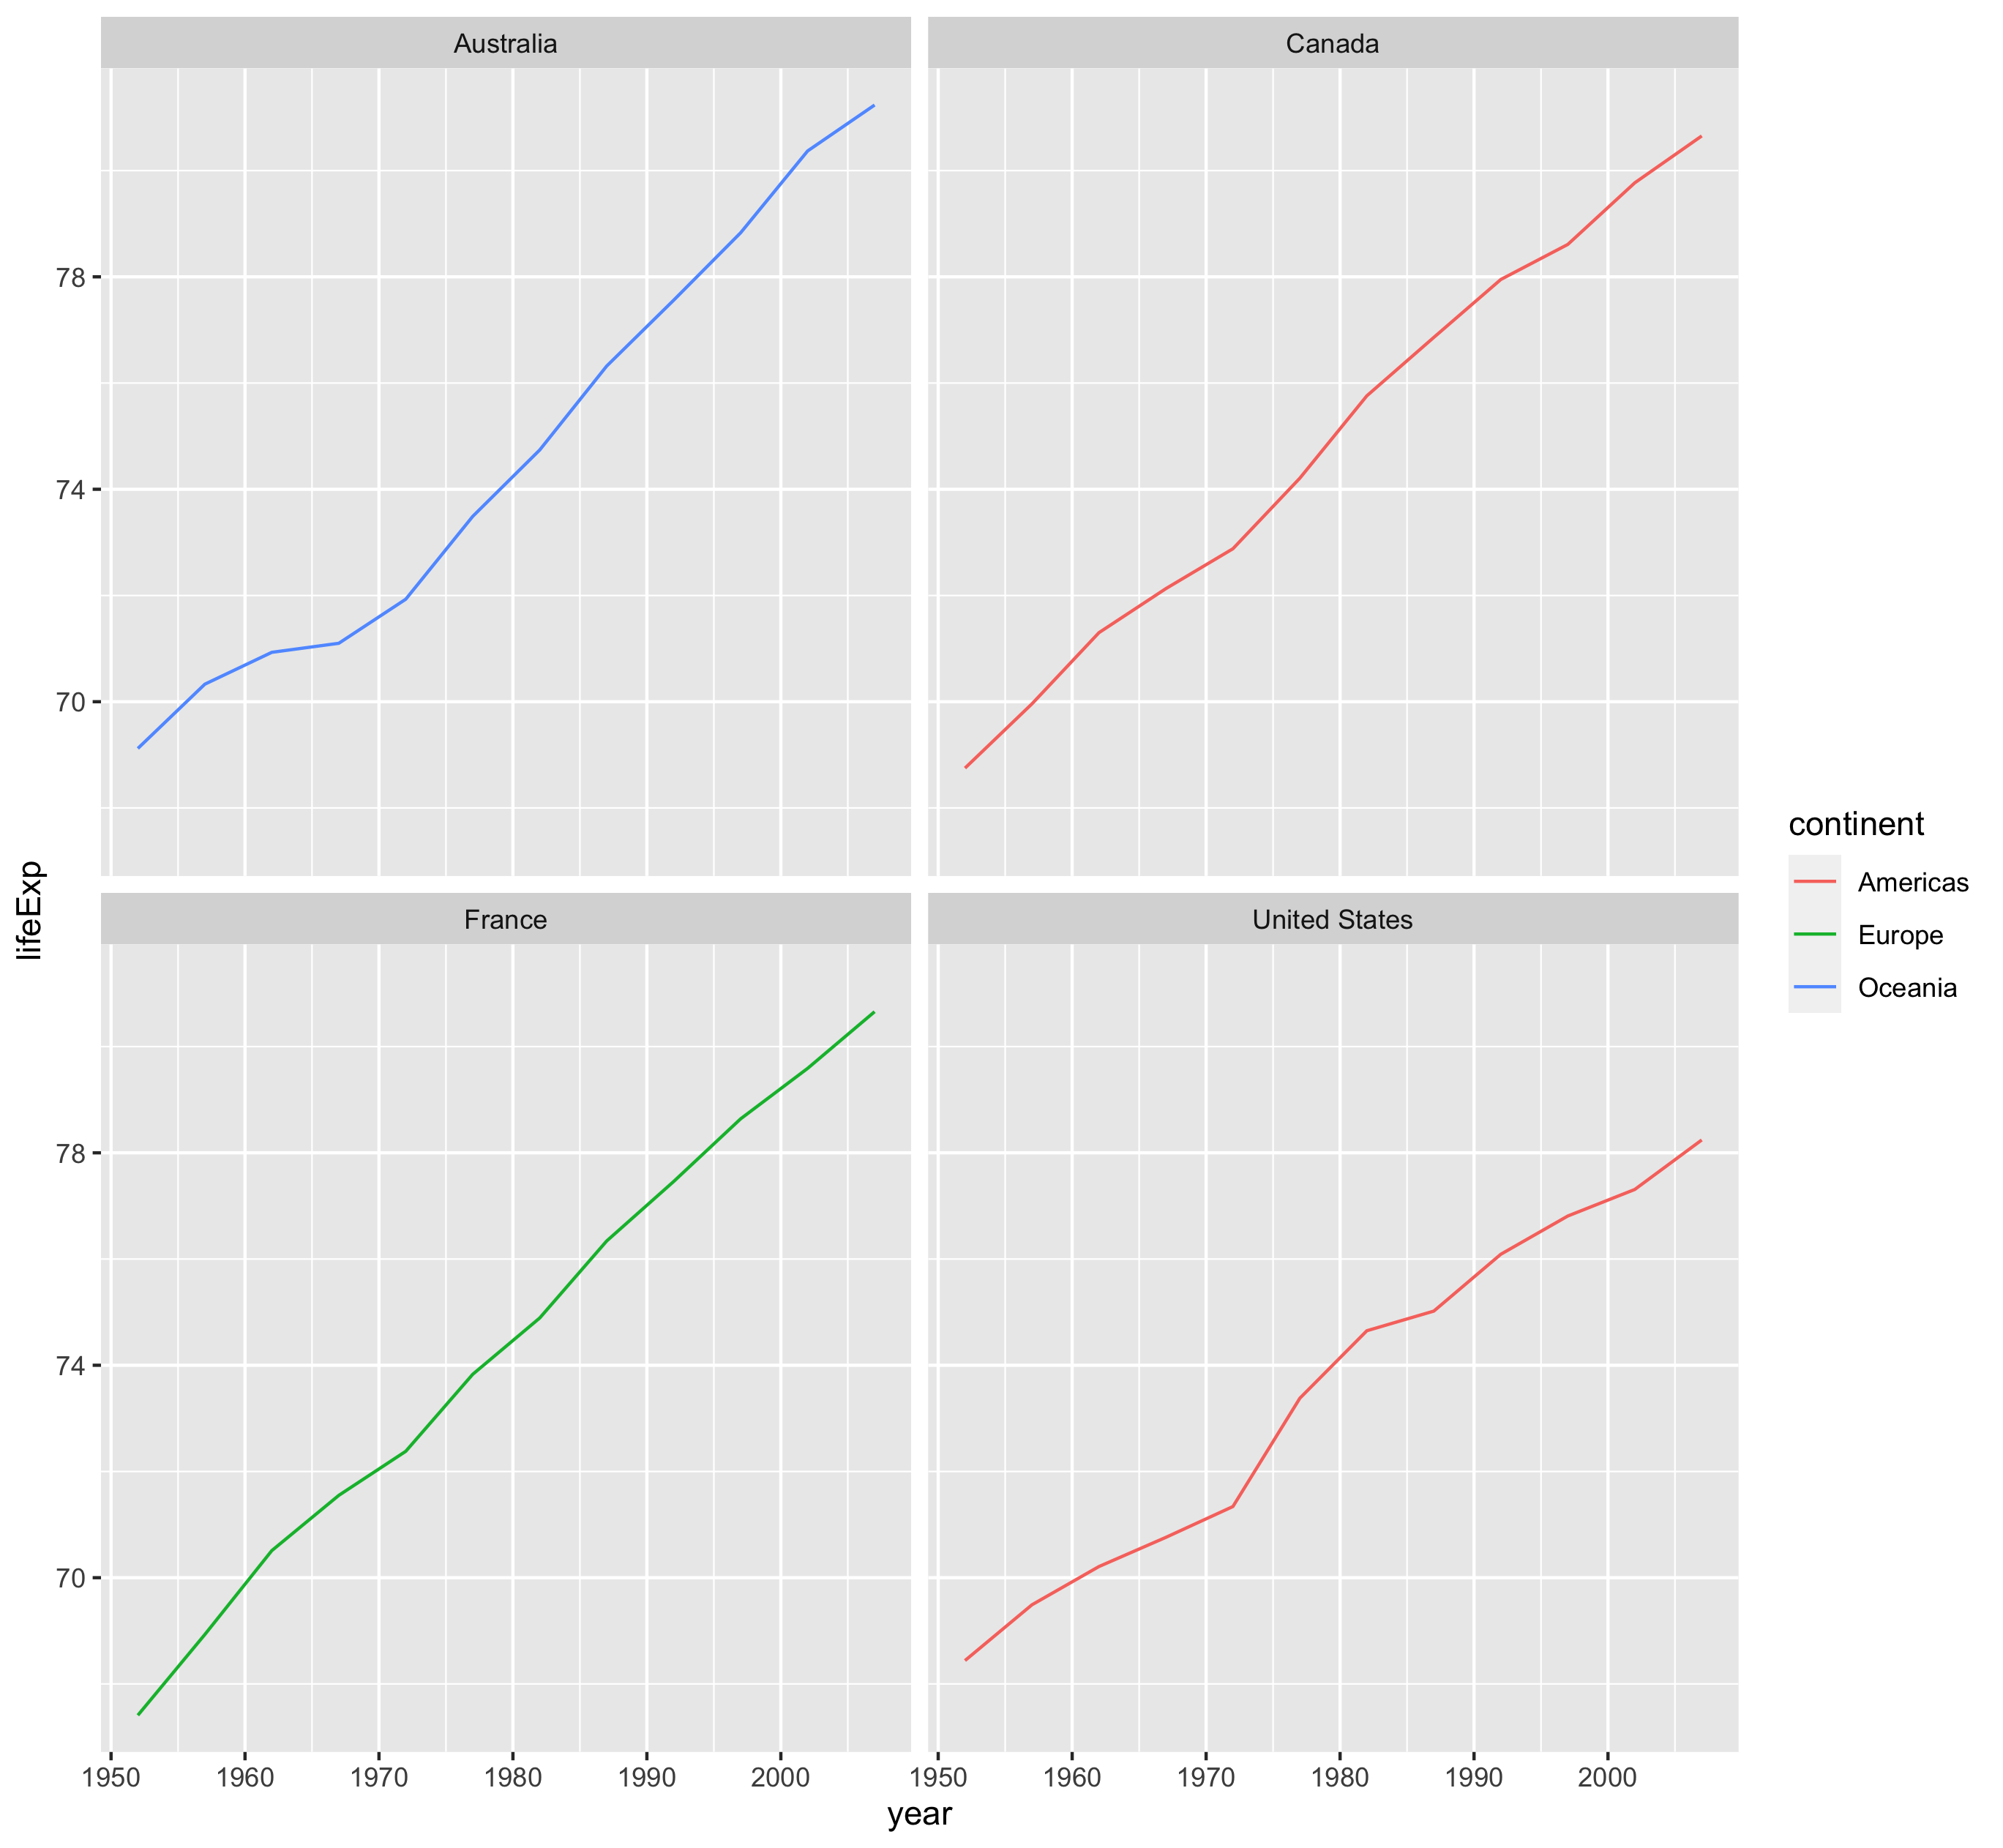 Australia
Canada
78
74
70
France
United States
78
74
70
1950 1960 1970 1980 1990 2000
1950 1960 1970 1980 1990 2000
year
lifeExp
continent
Americas
Europe
Oceania